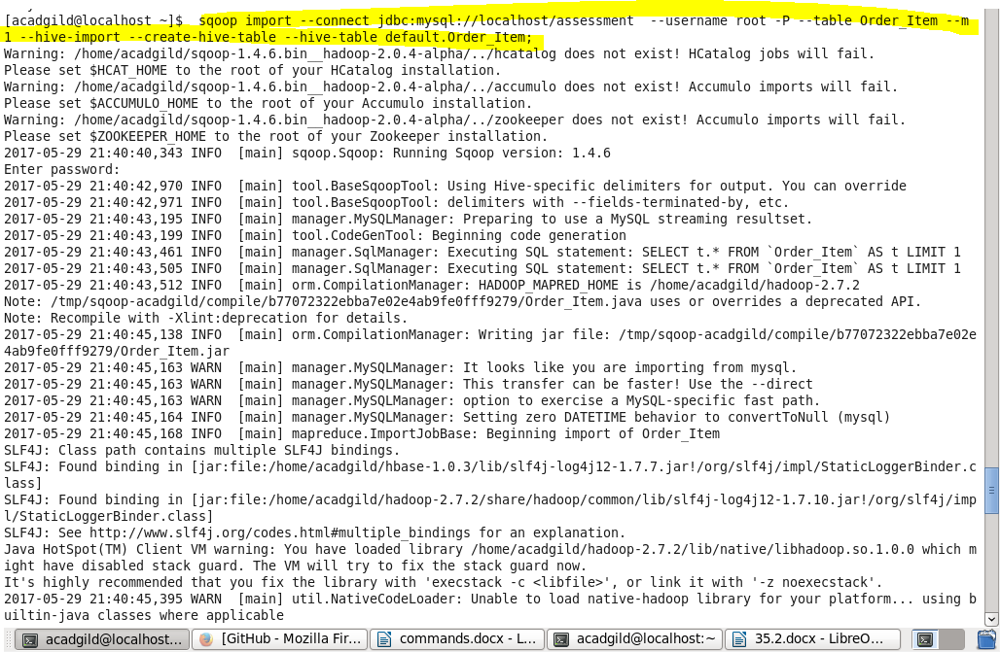 [acadgild@localhost ~]$  sqoop import --connect jdbc:mysql://localhost/assessment  --username root -P --table Order_Item --m
1 --hive-import --create-hive-table --hive-table default.Order_Item;
Warning: /home/acadgild/sqoop-1.4.6.bin__hadoop-2.0.4-alpha/../hcatalog does not exist! HCatalog jobs will fail.
Please set $HCAT_HOME to the root of your HCatalog installation.
Warning: /home/acadgild/sqoop-1.4.6.bin__hadoop-2.0.4-alpha/../accumulo does not exist! Accumulo imports will fail.
Please set $ACCUMULO_HOME to the root of your Accumulo installation.
Warning: /home/acadgild/sqoop-1.4.6.bin__hadoop-2.0.4-alpha/../zookeeper does not exist! Accumulo imports will fail.
Please set $ZOOKEEPER_HOME to the root of your Zookeeper installation.
2017-05-29 21:40:40,343 INFO  [main] sqoop.Sqoop: Running Sqoop version: 1.4.6
Enter password:
2017-05-29 21:40:42,970 INFO  [main] tool.BaseSqoopTool: Using Hive-specific delimiters for output. You can override
2017-05-29 21:40:42,971 INFO  [main] tool.BaseSqoopTool: delimiters with --fields-terminated-by, etc.
2017-05-29 21:40:43,195 INFO  [main] manager.MySQLManager: Preparing to use a MySQL streaming resultset.
2017-05-29 21:40:43,199 INFO  [main] tool.CodeGenTool: Beginning code generation
2017-05-29 21:40:43,461 INFO  [main] manager.SqlManager: Executing SQL statement: SELECT t.* FROM `Order_Item` AS t LIMIT 1
2017-05-29 21:40:43,505 INFO  [main] manager.SqlManager: Executing SQL statement: SELECT t.* FROM `Order_Item` AS t LIMIT 1
2017-05-29 21:40:43,512 INFO  [main] orm.CompilationManager: HADOOP_MAPRED_HOME is /home/acadgild/hadoop-2.7.2
Note: /tmp/sqoop-acadgild/compile/b77072322ebba7e02e4ab9fe0fff9279/Order_Item.java uses or overrides a deprecated API.
Note: Recompile with -Xlint:deprecation for details.
2017-05-29 21:40:45,138 INFO  [main] orm.CompilationManager: Writing jar file: /tmp/sqoop-acadgild/compile/b77072322ebba7e02e
4ab9fe0fff9279/Order_Item.jar
2017-05-29 21:40:45,163 WARN  [main] manager.MySQLManager: It looks like you are importing from mysql.
2017-05-29 21:40:45,163 WARN  [main] manager.MySQLManager: This transfer can be faster! Use the --direct
2017-05-29 21:40:45,163 WARN  [main] manager.MySQLManager: option to exercise a MySQL-specific fast path.
2017-05-29 21:40:45,164 INFO  [main] manager.MySQLManager: Setting zero DATETIME behavior to convertToNull (mysql)
2017-05-29 21:40:45,168 INFO  [main] mapreduce.ImportJobBase: Beginning import of Order_Item
SLF4J: Class path contains multiple SLF4J bindings.
SLF4J: Found binding in [jar:file:/home/acadgild/hbase-1.0.3/lib/slf4j-log4j12-1.7.7.jar!/org/slf4j/impl/StaticLoggerBinder.c
lass]
SLF4J: Found binding in [jar:file:/home/acadgild/hadoop-2.7.2/share/hadoop/common/lib/slf4j-log4j12-1.7.10.jar!/org/slf4j/imp
l/StaticLoggerBinder.class]
SLF4J: See http://www.slf4j.org/codes.html#multiple_bindings for an explanation.
Java HotSpot(TM) Client VM warning: You have loaded library /home/acadgild/hadoop-2.7.2/lib/native/libhadoop.so.1.0.0 which m
ight have disabled stack guard. The VM will try to fix the stack guard now.
It's highly recommended that you fix the library with 'execstack -c <libfile>', or link it with '-z noexecstack'.
2017-05-29 21:40:45,395 WARN  [main] util.NativeCodeLoader: Unable to load native-hadoop library for your platform... using b
uiltin-java classes where applicable
acadgild@localhost... [GitHub - Mozilla Fir... commands.docx - L... acadgild@localhost:~ 35.2.docx - LibreO...